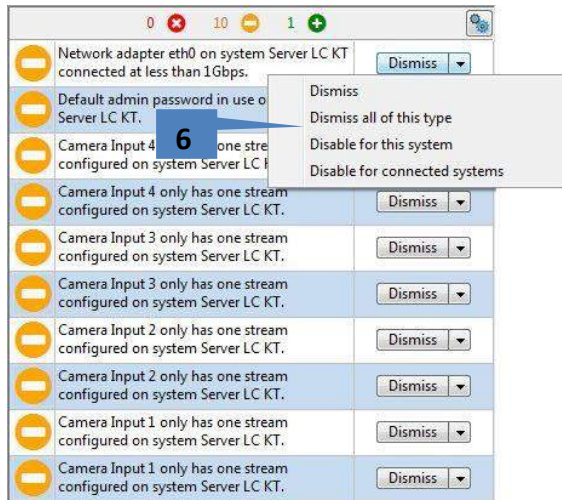 0 10 1
Network adapter eth0 on system Server LC KT
connected at less than 1Gbps.
Dismiss
Dismiss
Dismiss all of this type
Disable for this system
Disable for connected systems
Default admin password in use o
Server LC KT.
6
Camera Input 4 one stre
configured on system Server LC
Camera Input 4 only has one stream
configured on system Server LC KT.
Dismiss
Camera Input 3 only has one stream
configured on system Server LC KT.
Dismiss
Camera Input 3 only has one stream
configured on system Server LC KT.
Dismiss
Camera Input 2 only has one stream
configured on system Server LC KT.
Dismiss
Camera Input 2 only has one stream
configured on system Server LC KT.
Dismiss
Camera Input 1 only has one stream
configured on system Server LC KT.
Dismiss
Camera Input 1 only has one stream
configured on system Server LC KT.
Dismiss